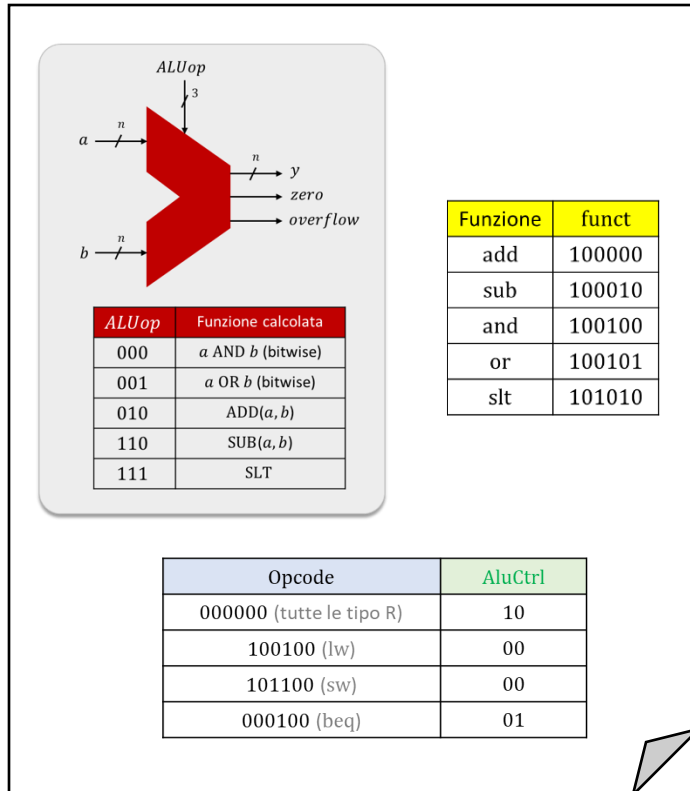 ALUop
3
n
a
n
y
zero
overflow
n
b
ALUop Funzione calcolata
000 a AND b (bitwise)
001 a OR b (bitwise)
010 ADD(a, b)
110 SUB(a, b)
111 SLT
Funzione funct
add 100000
sub 100010
and 100100
or 100101
slt 101010
Opcode AluCtrl
000000 (tutte le tipo R) 10
100100 (lw) 00
101100 (sw) 00
000100 (beq) 01